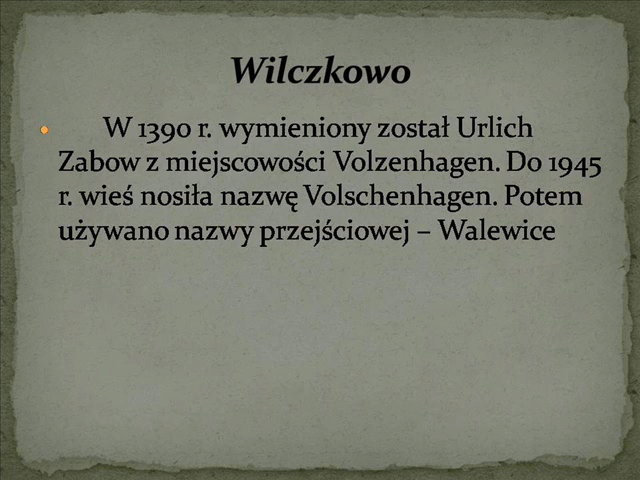 Wilczkowo
• W 1390 r. wymieniony został Urlich
Zabow z miejscowości Volzenhagen. Do 1945
r. wieś nosiła nazwę Volschenhagen. Potem
używano nazwy przejściowej – Walewice